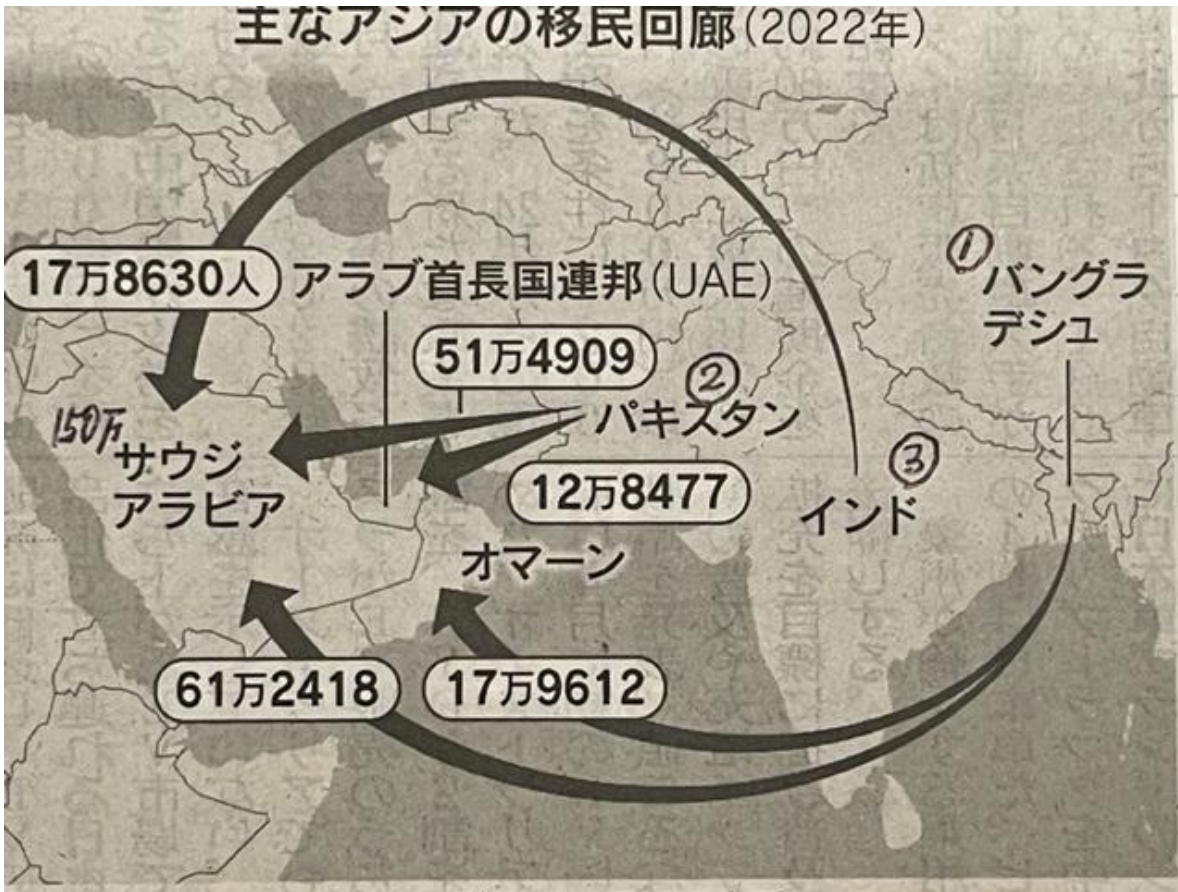 主なアジアの移民回廊(2022年)
17万8630人
アラブ首長国連邦(UAE)
①
バングラ
デシュ
51万4909
②
パキスタン
150万
サウジ
アラビア
③
インド
12万8477
オマーン
61万2418
17万9612